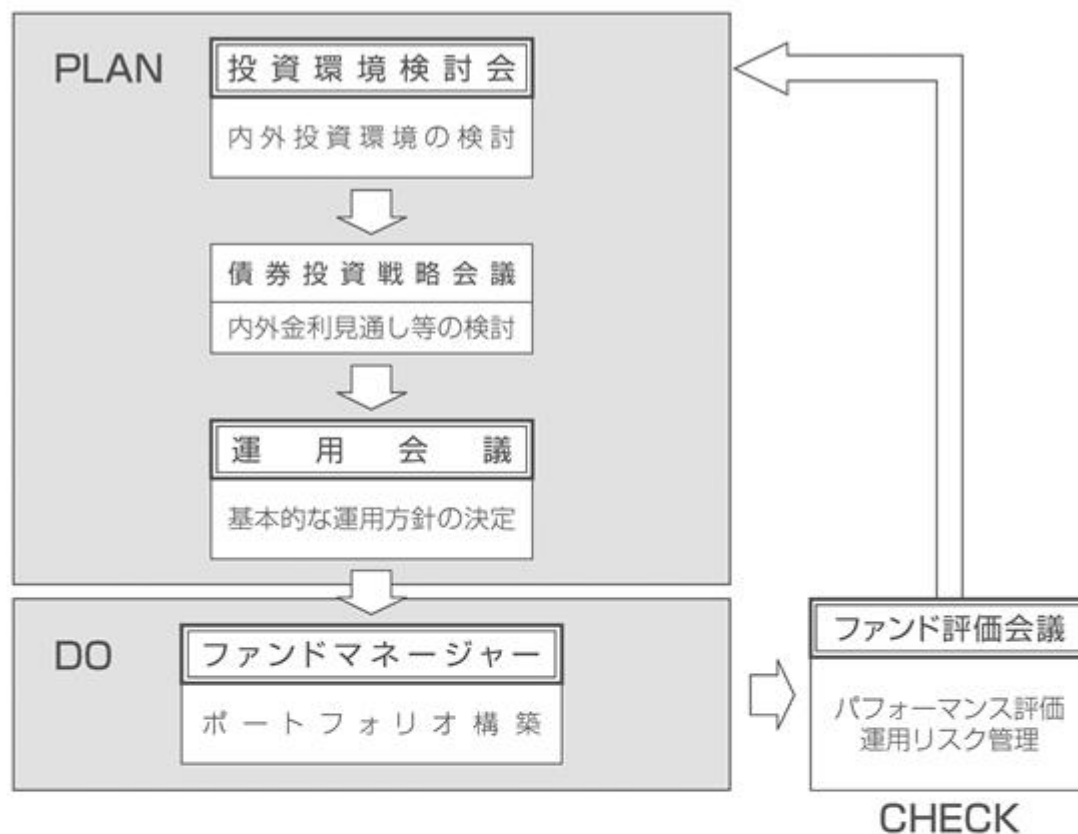 PLAN
投資環境検討会
内外投資環境の検討
債券投資戦略会議
内外金利見通し等の検討
運用会議
基本的な運用方針の決定
DO
ファンドマネージャー
ポートフォリオ構築
ファンド評価会議
パフォーマンス評価
運用リスク管理
CHECK